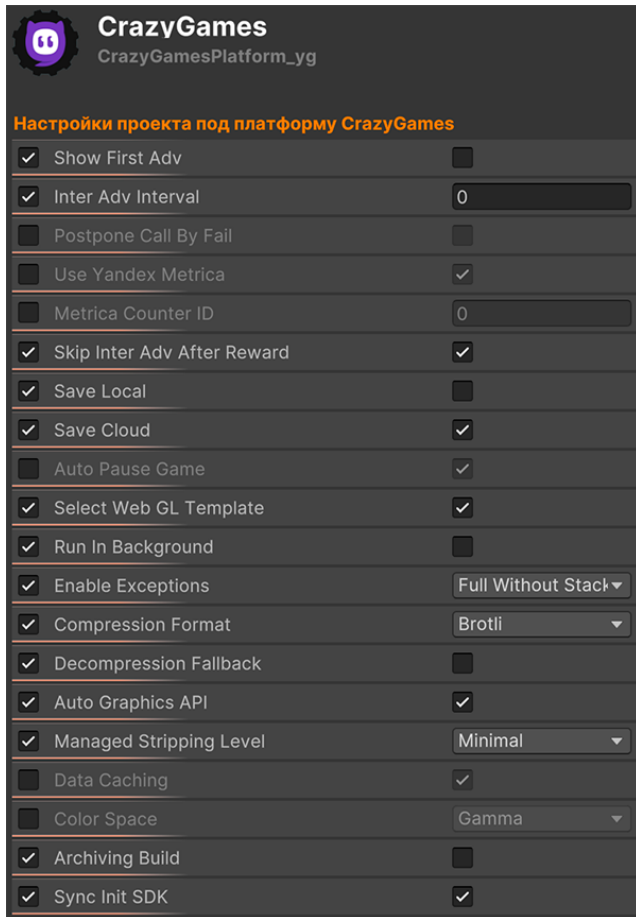 CrazyGames
CrazyGamesPlatform_yg
Настройки проекта под платформу CrazyGames
Show First Adv
Inter Adv Interval 0
Postpone Call By Fail
Use Yandex Metrica
Metrica Counter ID 0
Skip Inter Adv After Reward
Save Local
Save Cloud
Auto Pause Game
Select Web GL Template
Run In Background
Enable Exceptions Full Without Stack
Compression Format Brotli
Decompression Fallback
Auto Graphics API
Managed Stripping Level Minimal
Data Caching
Color Space Gamma
Archiving Build
Sync Init SDK